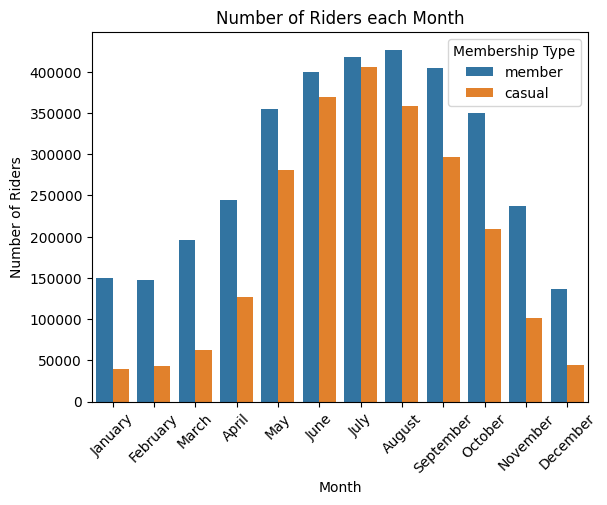 Number of Riders each Month
Membership Type
member
casual
Number of Riders
400000
350000
300000
250000
200000
150000
100000
50000
0
January
February
March
April
May
June
July
August
September
October
November
December
Month